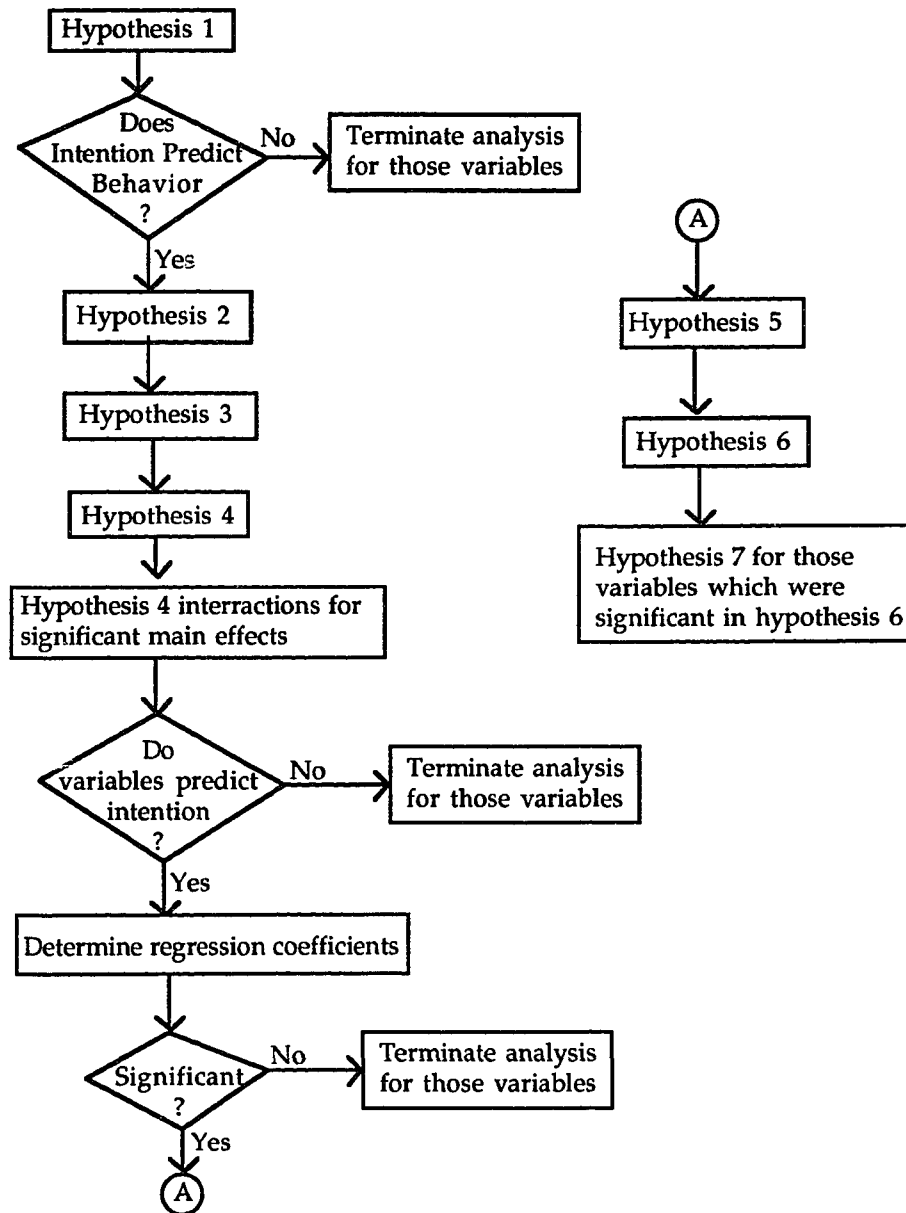 Hypothesis 1
Does
Intention Predict
Behavior
?
No
Terminate analysis
for those variables
Yes
Hypothesis 2
Hypothesis 3
Hypothesis 4
Hypothesis 4 interractions for
significant main effects
Do
variables predict
intention
?
No
Terminate analysis
for those variables
Yes
Determine regression coefficients
Significant
?
No
Terminate analysis
for those variables
Yes
A
A
Hypothesis 5
Hypothesis 6
Hypothesis 7 for those
variables which were
significant in hypothesis 6